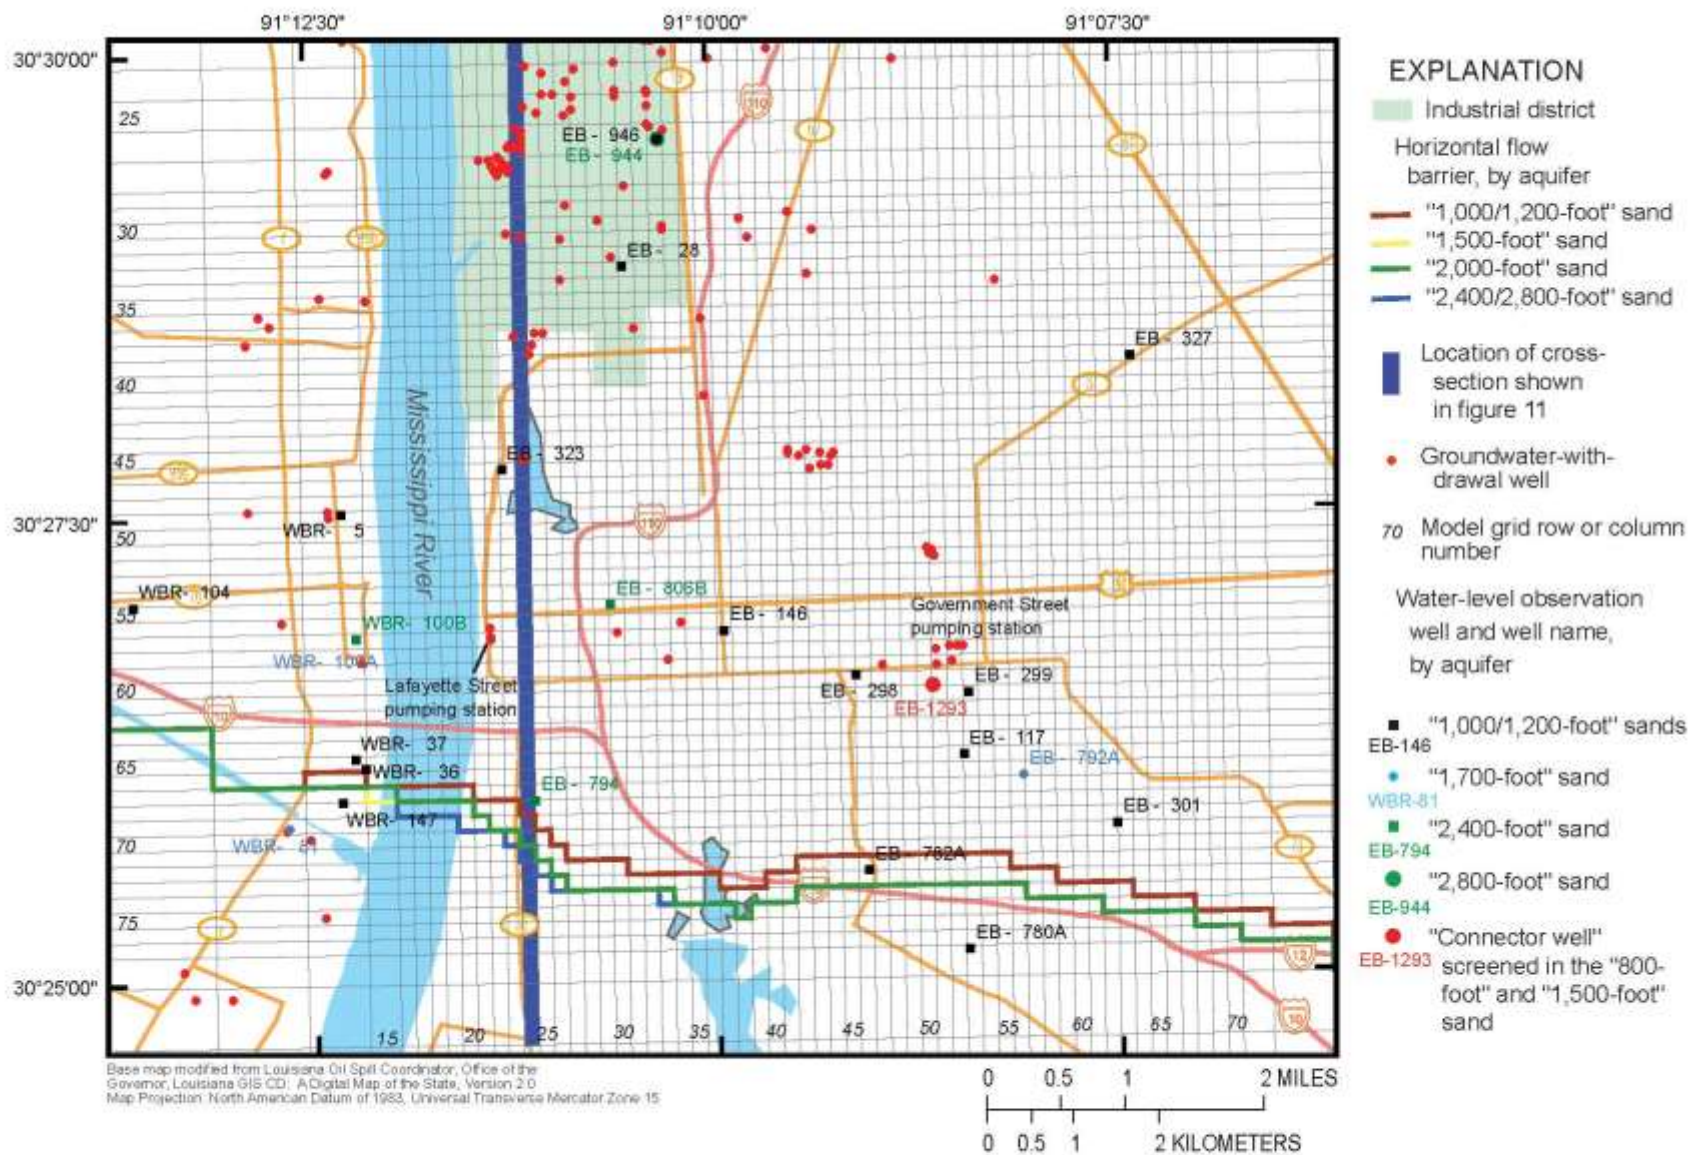 91°12'30"
91°10'00"
91°07'30"
30°30'00"
25
30
35
40
45
30°27'30"
50
55
60
65
70
75
30°25'00"
15
20
25
30
35
40
45
50
55
60
65
70
EB - 946
EB - 944
EB - 28
EB - 327
EB - 323
WBR- 5
WBR- 104
WBR- 100B
EB - 806B
EB - 146
Government Street
pumping station
Lafayette Street
pumping station
EB - 298
EB - 299
EB-1293
EB - 117
EB - 792A
EB - 301
WBR- 37
WBR- 36
WBR- 147
WBR- 81
EB - 794
EB - 782A
EB - 780A
Mississippi River
110
110
10
12
10
EXPLANATION
Industrial district
Horizontal flow
barrier, by aquifer
"1,000/1,200-foot" sand
"1,500-foot" sand
"2,000-foot" sand
"2,400/2,800-foot" sand
Location of cross-
section shown
in figure 11
Groundwater-with-
drawal well
70 Model grid row or column
number
Water-level observation
well and well name,
by aquifer
"1,000/1,200-foot" sands
EB-146
"1,700-foot" sand
WBR-81
"2,400-foot" sand
EB-794
"2,800-foot" sand
EB-944
"Connector well"
EB-1293 screened in the "800-
foot" and "1,500-foot"
sand
Base map modified from Louisiana Oil Spill Coordinator, Office of the
Governor, Louisiana GIS CD: A Digital Map of the State, Version 2.0
Map Projection: North American Datum of 1983, Universal Transverse Mercator Zone 15
0 0.5 1 2 MILES
0 0.5 1 2 KILOMETERS